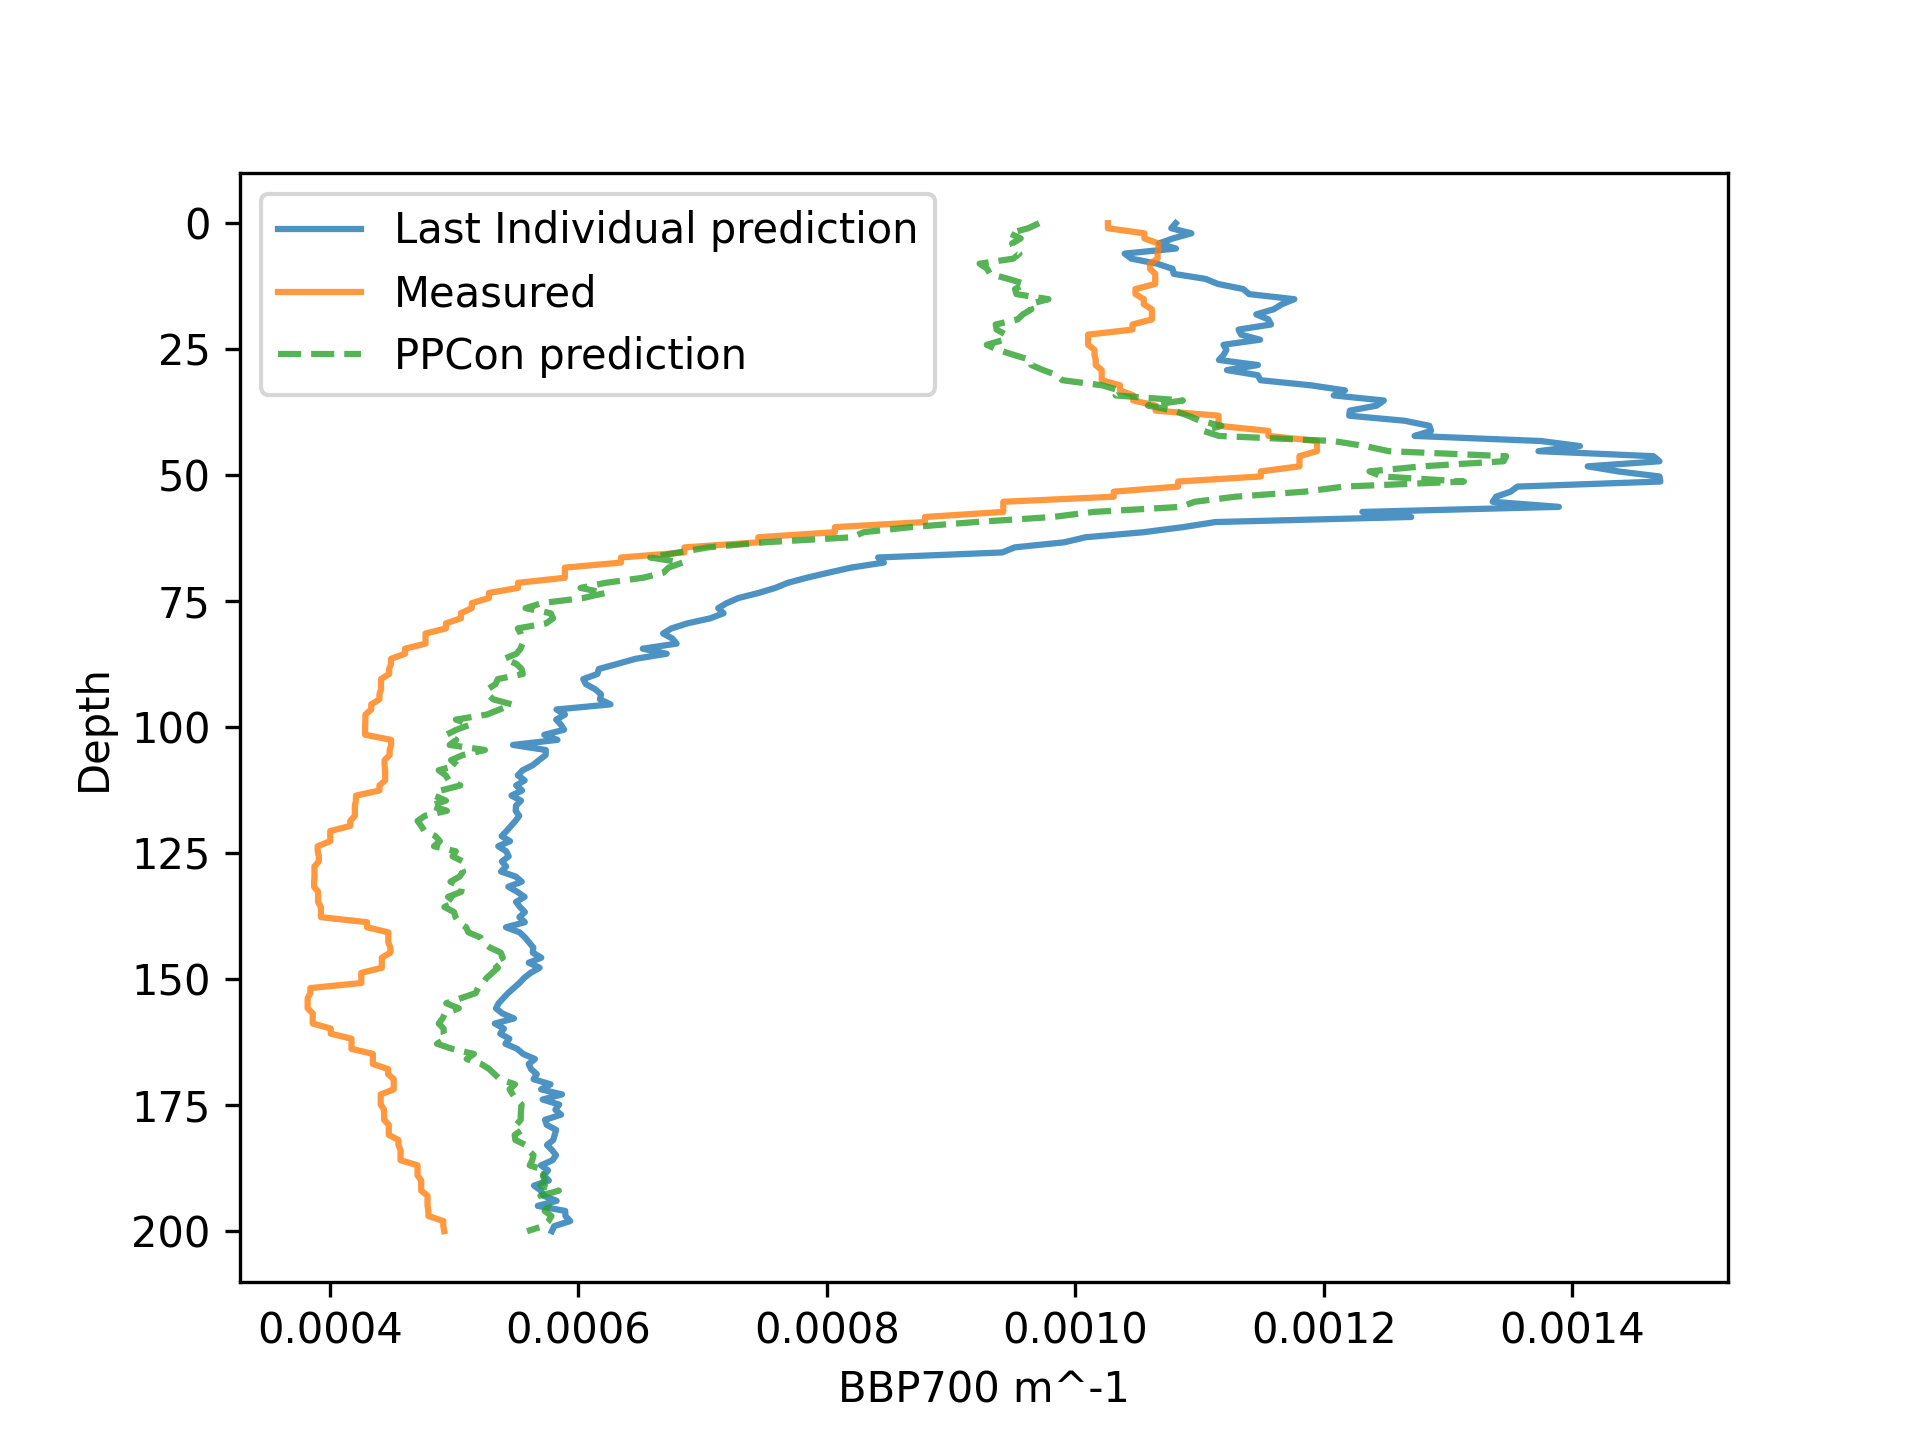 Last Individual prediction
Measured
PPCon prediction
0
25
50
75
100
125
150
175
200
Depth
0.0004 0.0006 0.0008 0.0010 0.0012 0.0014
BBP700 m^-1